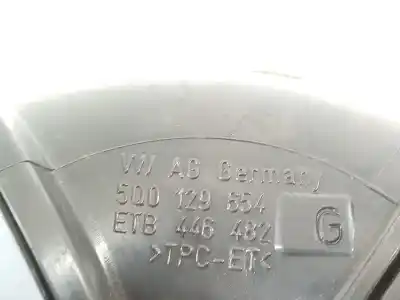 VW AG Germany
5Q0 129 654
ETB 446 482
G
>TPC-ET<